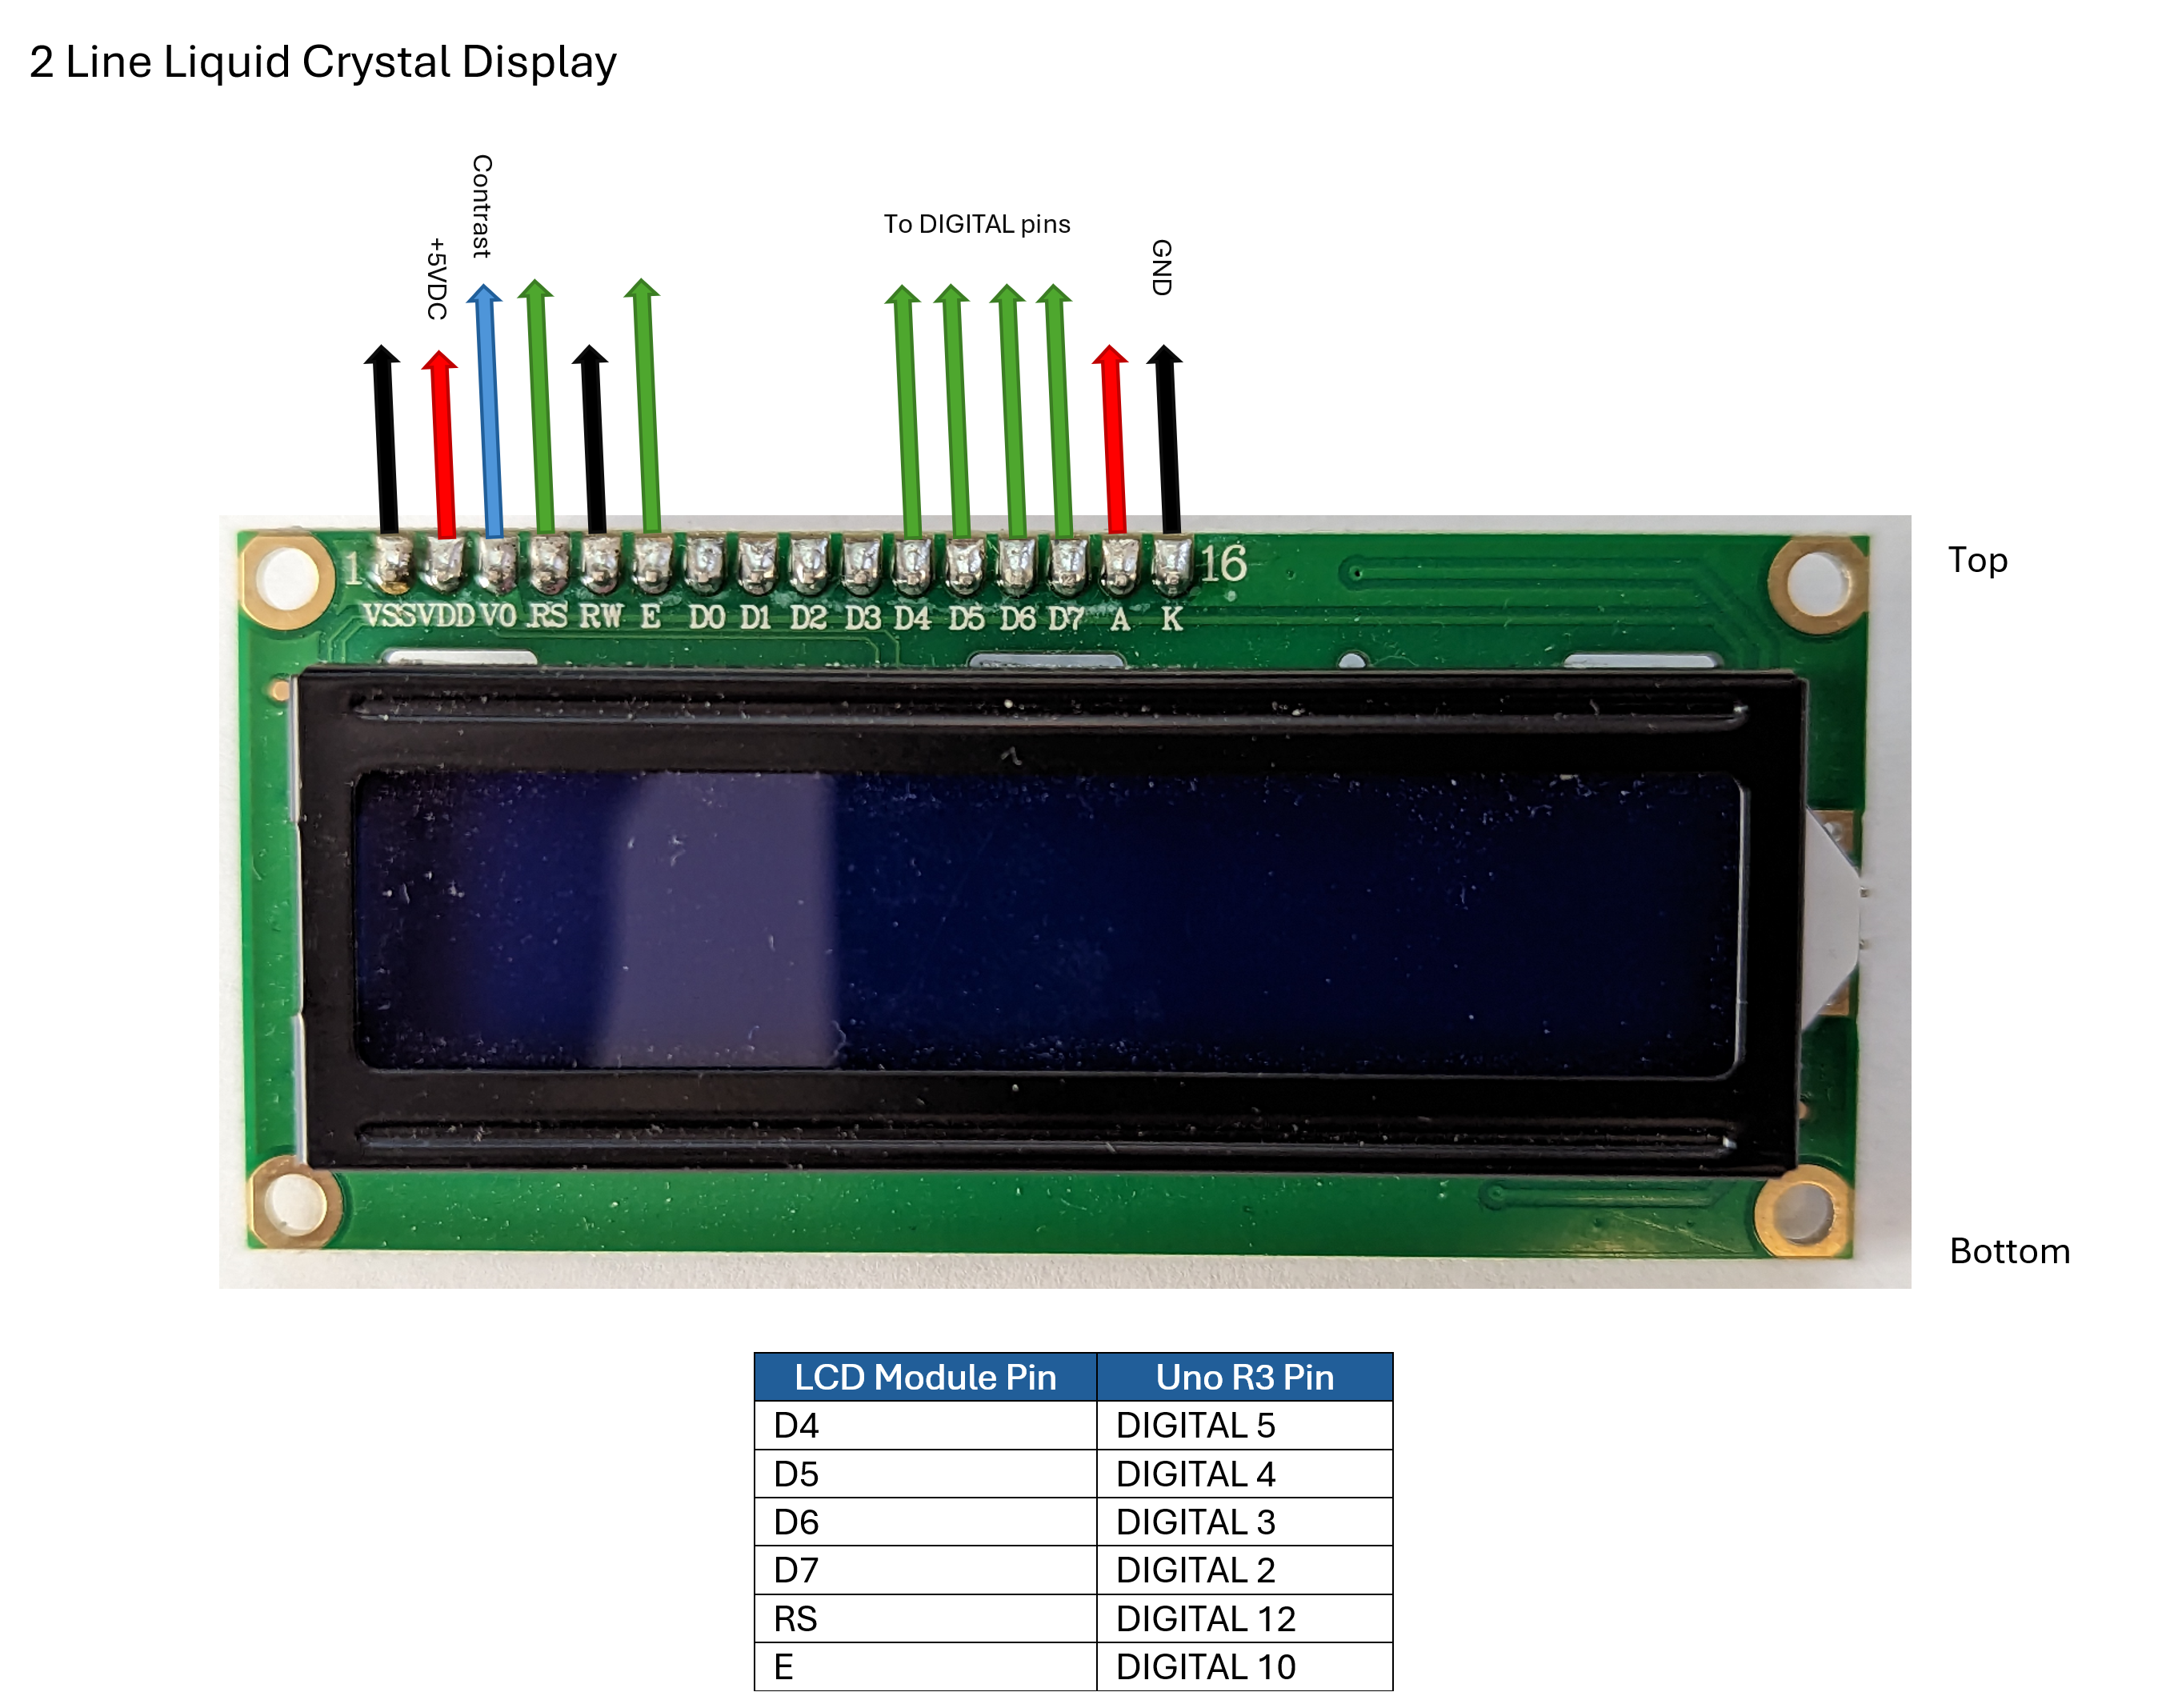 2 Line Liquid Crystal Display
Contrast
+5VDC
To DIGITAL pins
GND
1
16
VSS VDD V0 RS RW E D0 D1 D2 D3 D4 D5 D6 D7 A K
Top
Bottom
LCD Module Pin Uno R3 Pin
D4 DIGITAL 5
D5 DIGITAL 4
D6 DIGITAL 3
D7 DIGITAL 2
RS DIGITAL 12
E DIGITAL 10